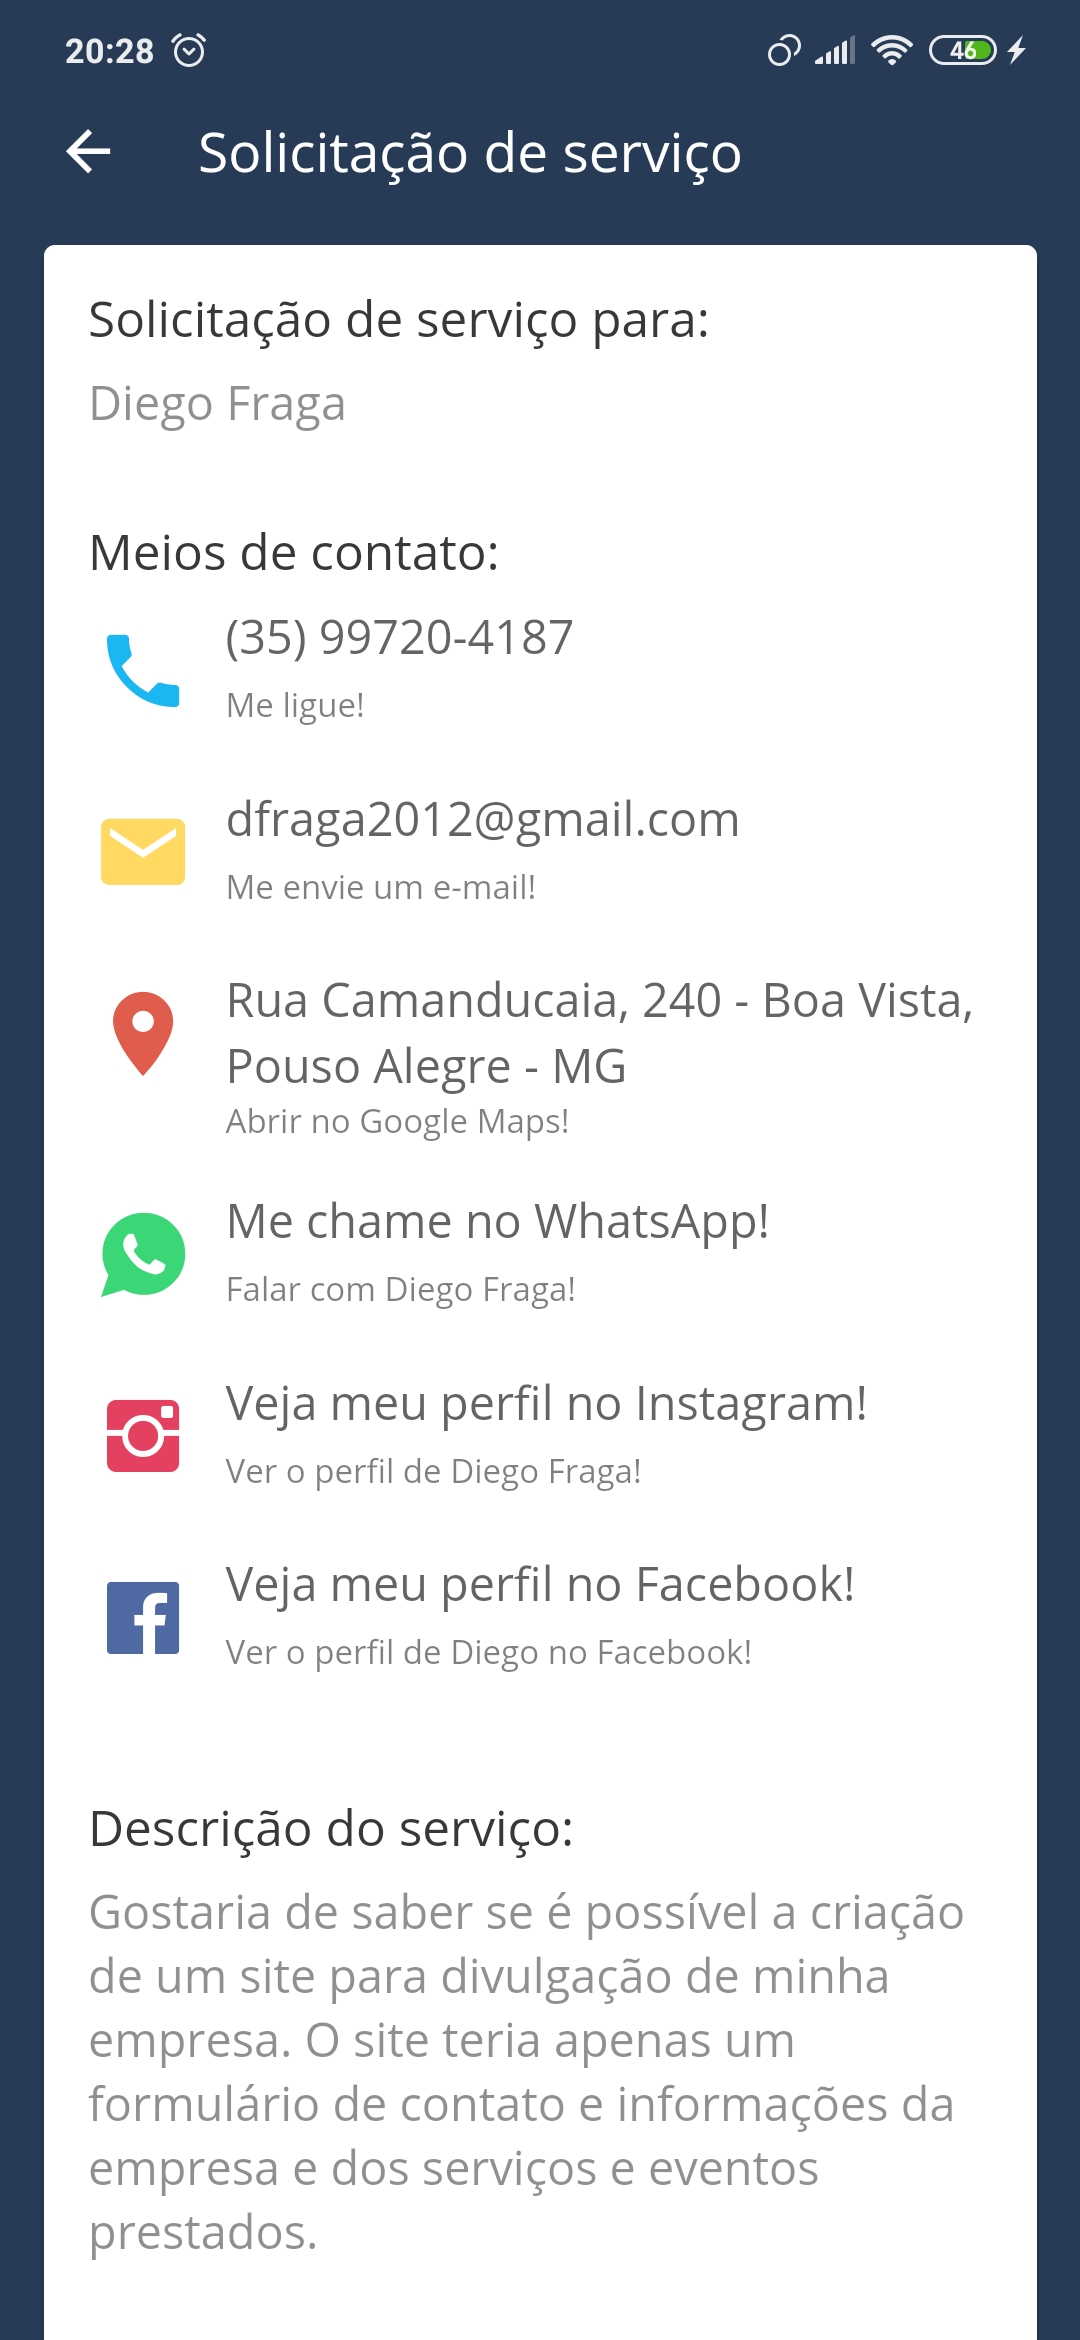 20:28
46
Solicitação de serviço
Solicitação de serviço para:
Diego Fraga
Meios de contato:
(35) 99720-4187
Me ligue!
dfraga2012@gmail.com
Me envie um e-mail!
Rua Camanducaia, 240 - Boa Vista,
Pouso Alegre - MG
Abrir no Google Maps!
Me chame no WhatsApp!
Falar com Diego Fraga!
Veja meu perfil no Instagram!
Ver o perfil de Diego Fraga!
Veja meu perfil no Facebook!
Ver o perfil de Diego no Facebook!
Descrição do serviço:
Gostaria de saber se é possível a criação
de um site para divulgação de minha
empresa. O site teria apenas um
formulário de contato e informações da
empresa e dos serviços e eventos
prestados.